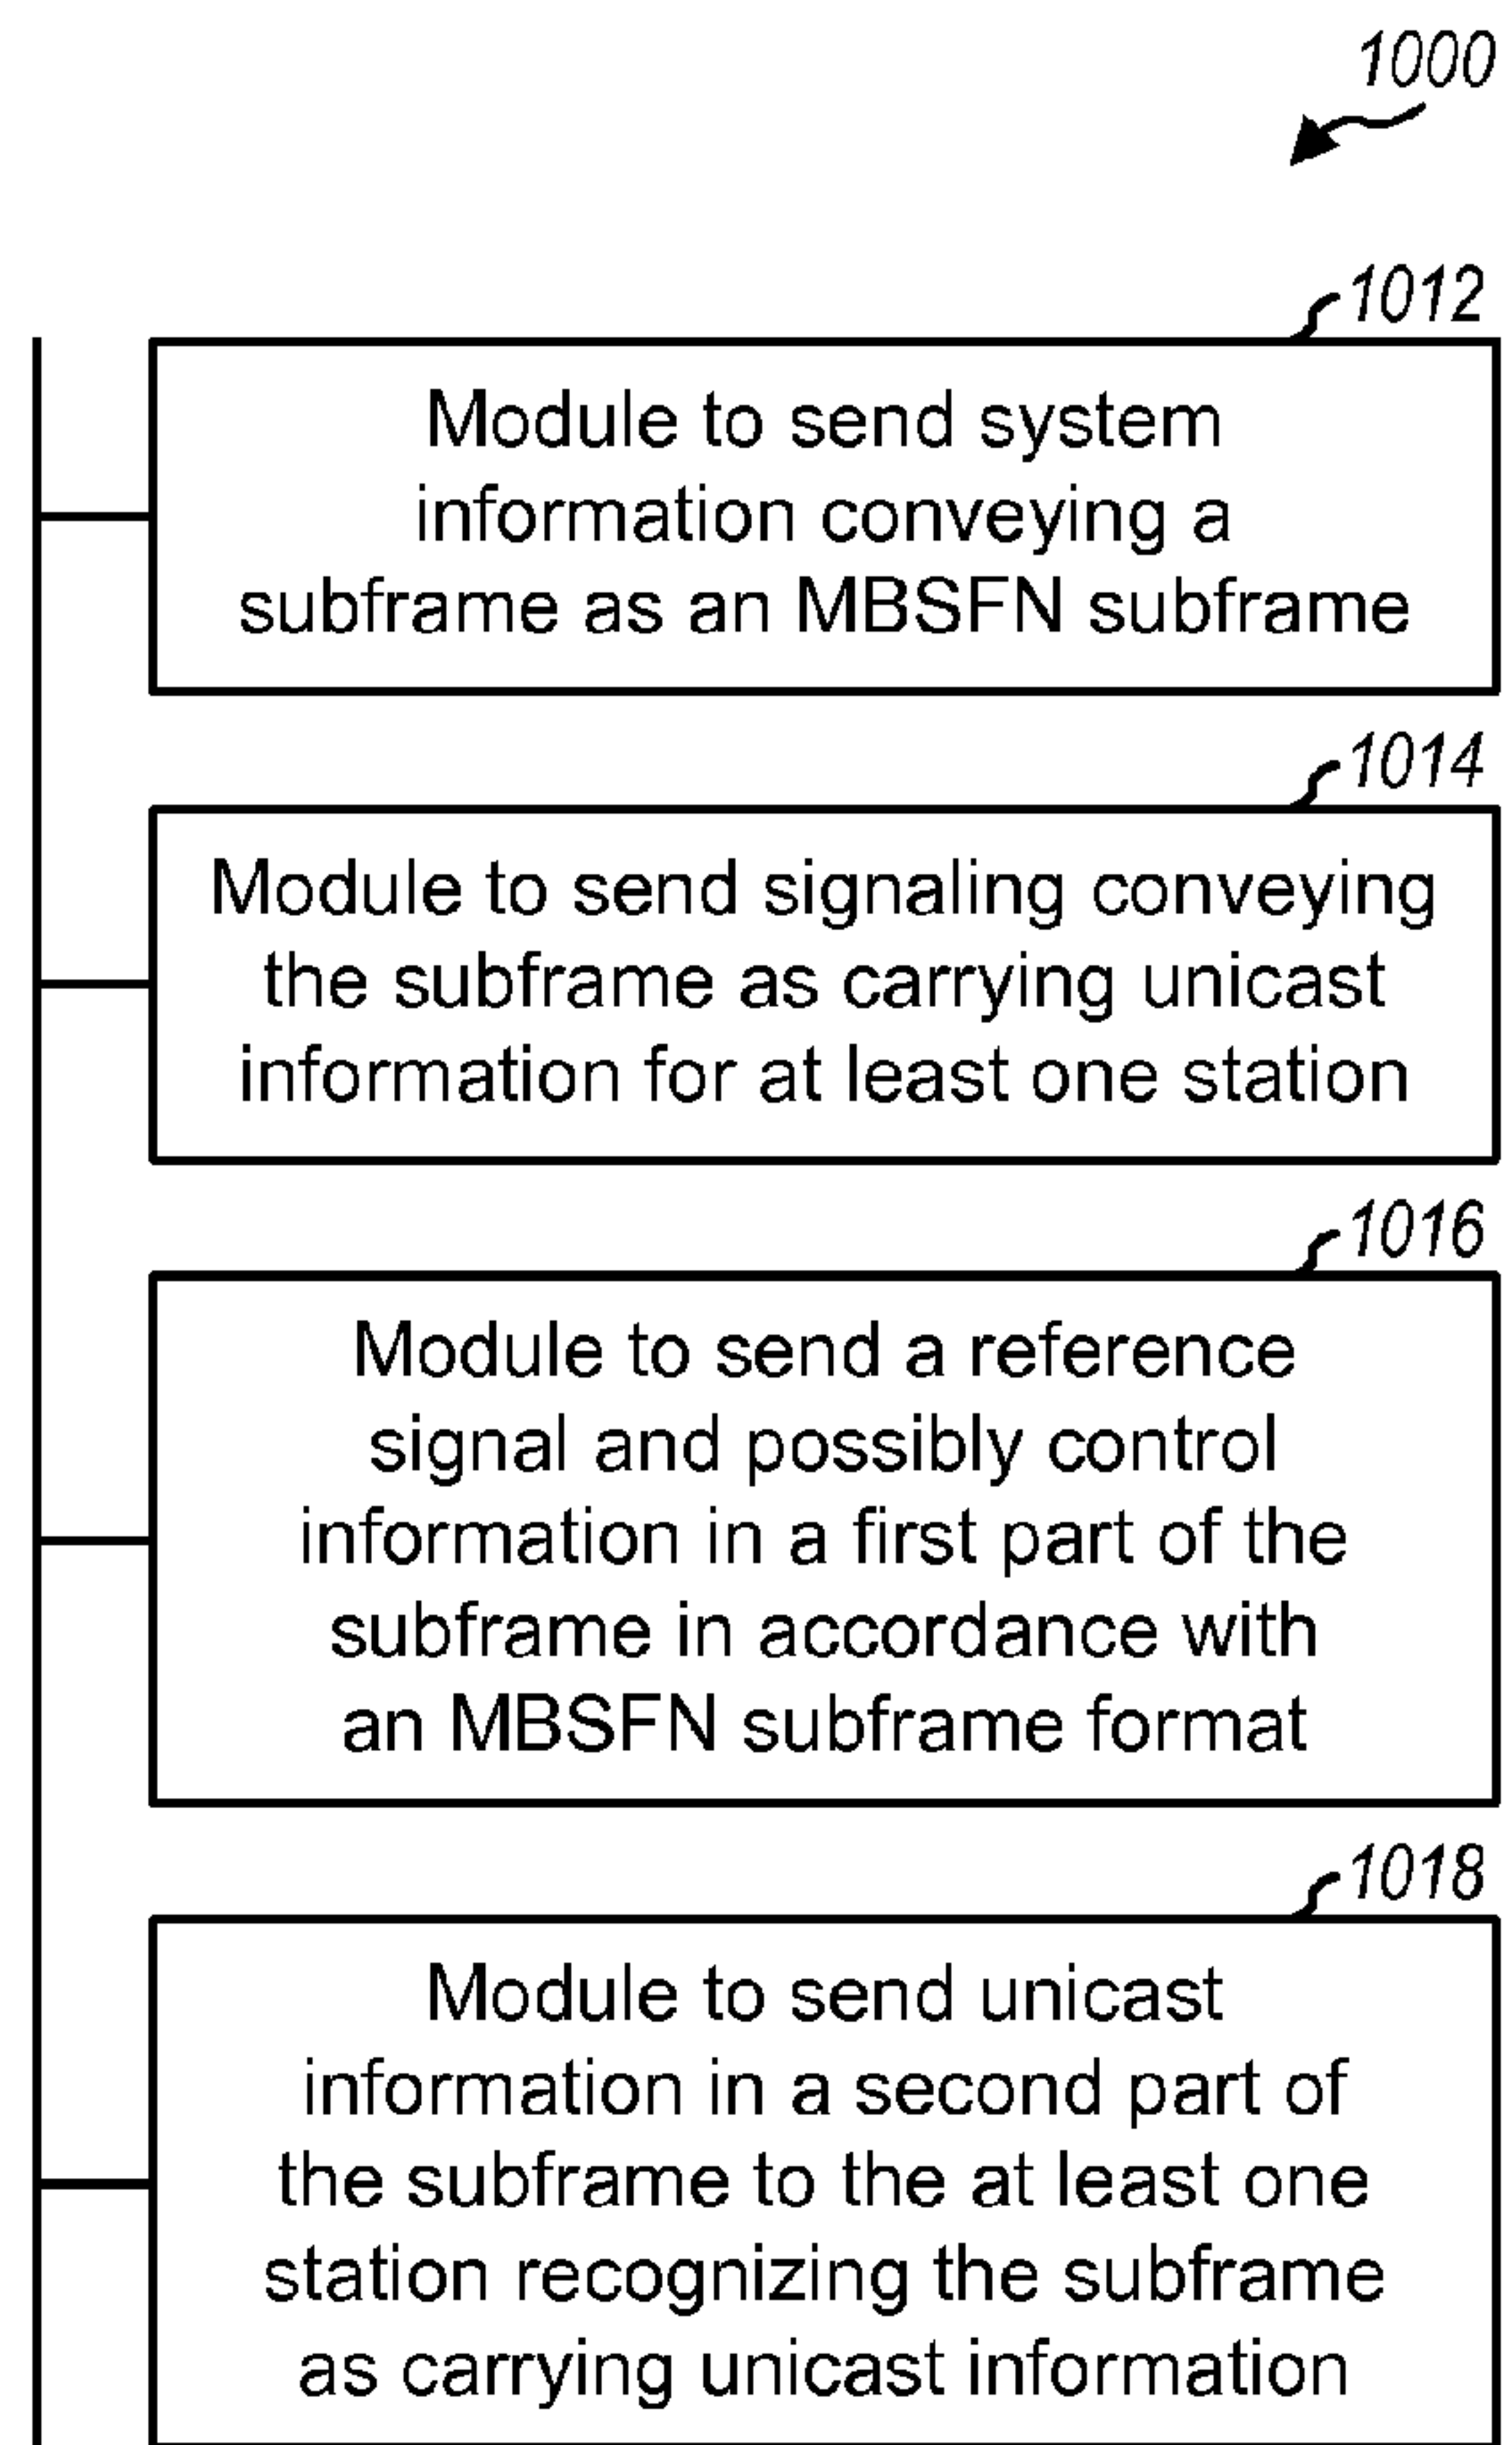 1000
1012
Module to send system
information conveying a
subframe as an MBSFN subframe
1014
Module to send signaling conveying
the subframe as carrying unicast
information for at least one station
1016
Module to send a reference
signal and possibly control
information in a first part of the
subframe in accordance with
an MBSFN subframe format
1018
Module to send unicast
information in a second part of
the subframe to the at least one
station recognizing the subframe
as carrying unicast information